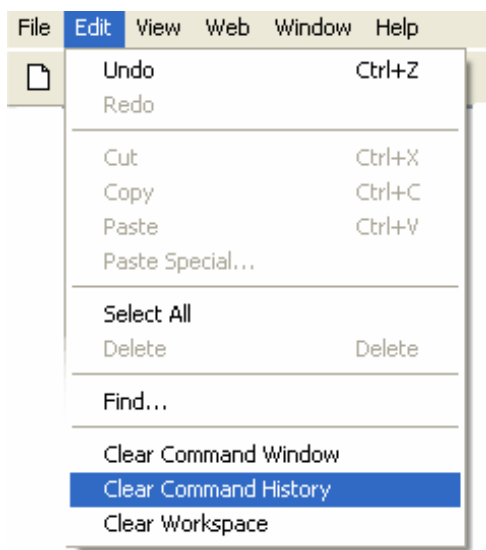 File Edit View Web Window Help
Undo Ctrl+Z
Redo
Cut Ctrl+X
Copy Ctrl+C
Paste Ctrl+V
Paste Special...
Select All
Delete Delete
Find...
Clear Command Window
Clear Command History
Clear Workspace